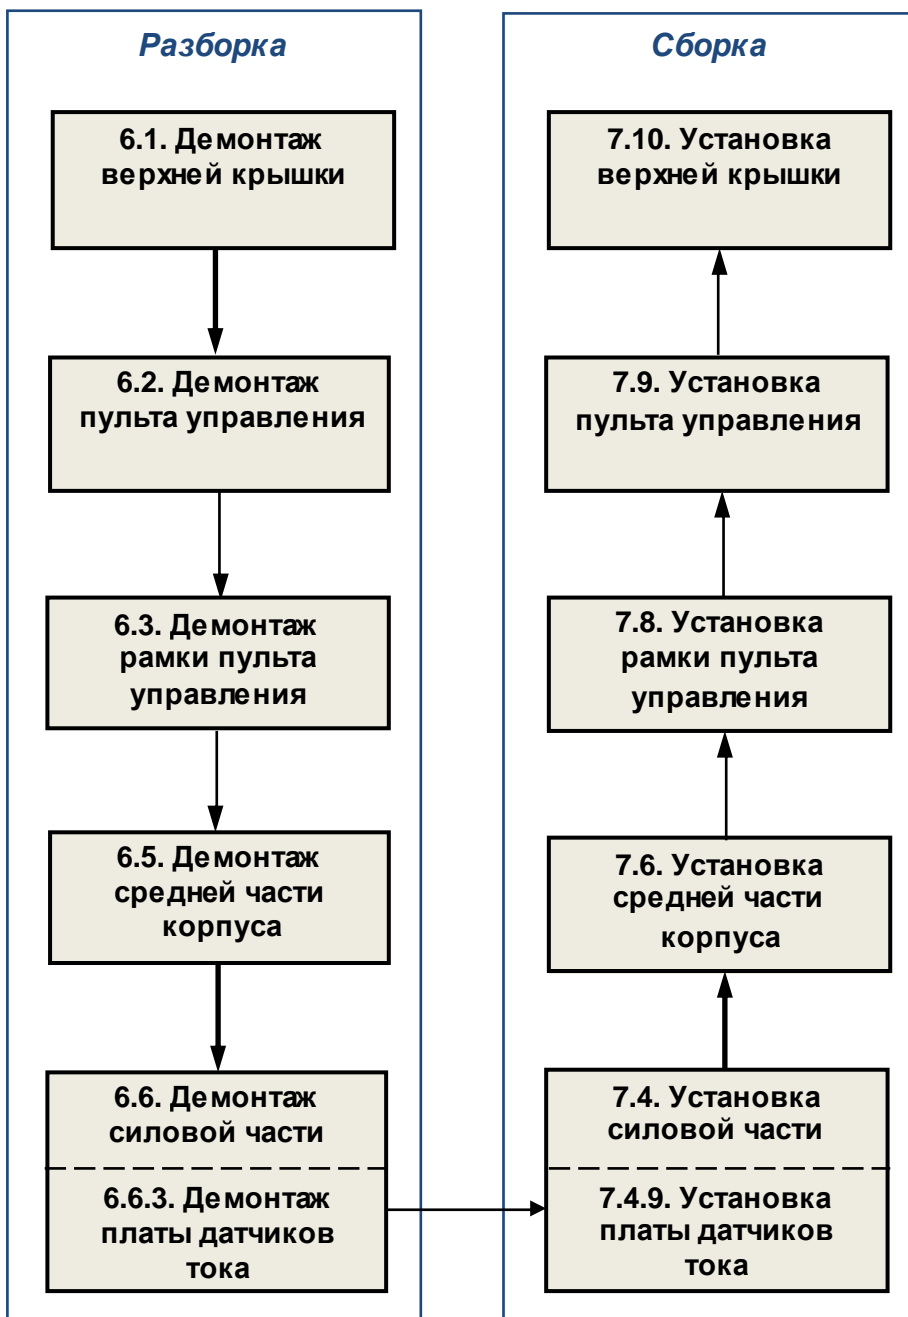 Разборка
6.1. Демонтаж
верхней крышки
6.2. Демонтаж
пульта управления
6.3. Демонтаж
рамки пульта
управления
6.5. Демонтаж
средней части
корпуса
6.6. Демонтаж
силовой части
6.6.3. Демонтаж
платы датчиков
тока
Сборка
7.10. Установка
верхней крышки
7.9. Установка
пульта управления
7.8. Установка
рамки пульта
управления
7.6. Установка
средней части
корпуса
7.4. Установка
силовой части
7.4.9. Установка
платы датчиков
тока